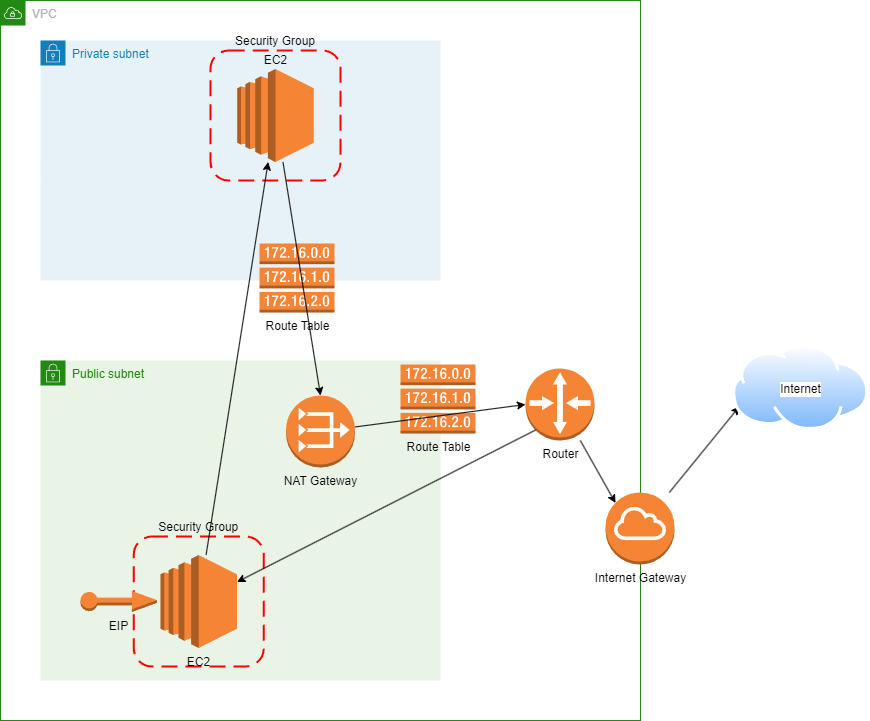 VPC
Security Group
Private subnet
EC2
172.16.0.0
172.16.1.0
172.16.2.0
Route Table
Public subnet
172.16.0.0
172.16.1.0
172.16.2.0
Route Table
Internet
Router
NAT Gateway
Security Group
Internet Gateway
EIP
EC2